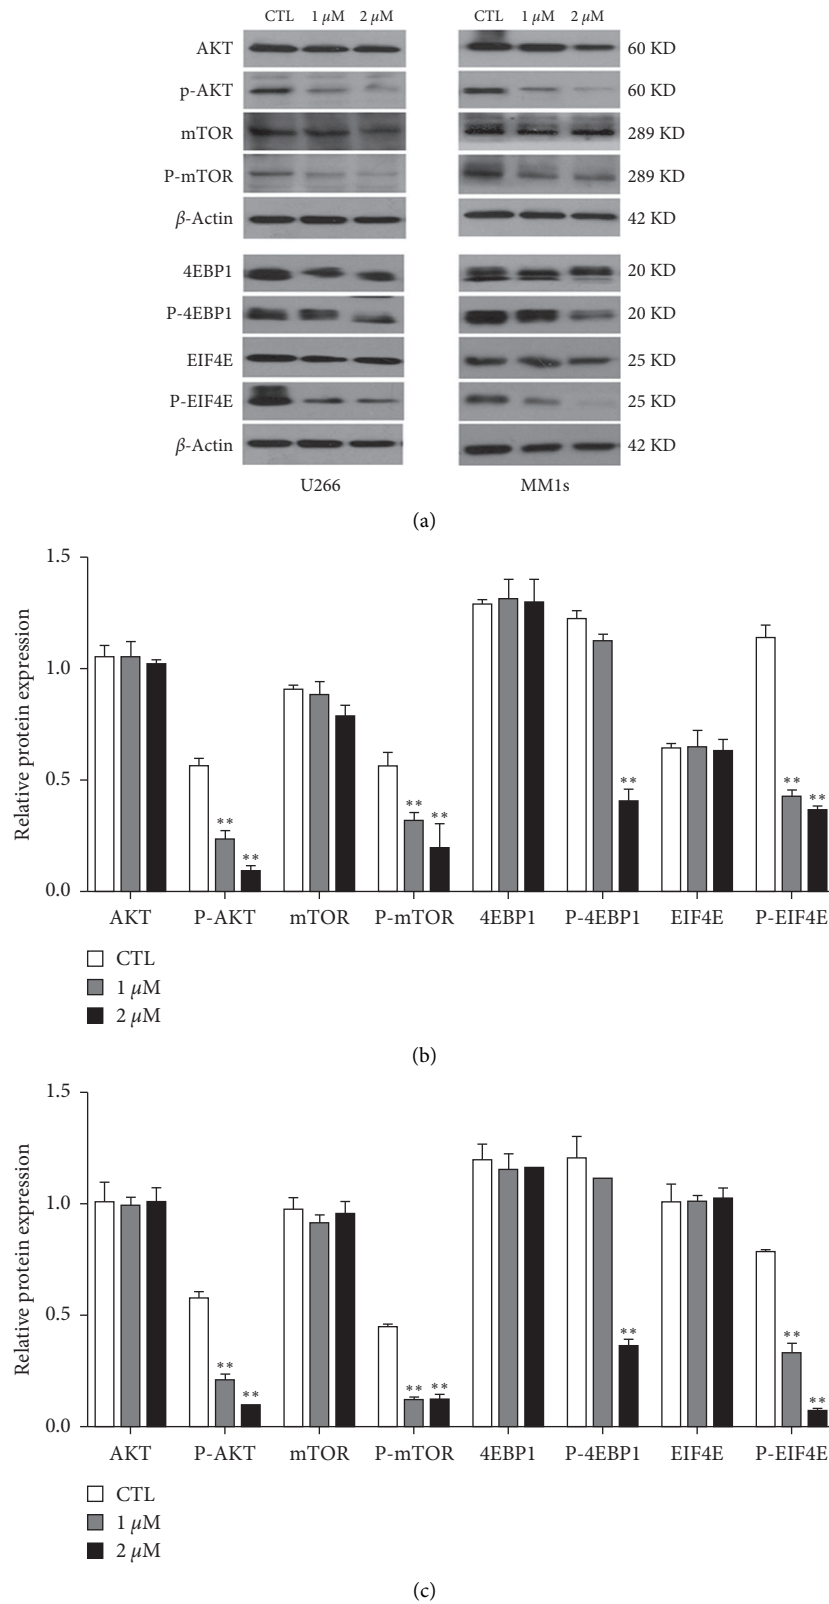 CTL 1 μM 2 μM CTL 1 μM 2 μM
AKT 60 KD
p-AKT 60 KD
mTOR 289 KD
P-mTOR 289 KD
β-Actin 42 KD
4EBP1 20 KD
P-4EBP1 20 KD
EIF4E 25 KD
P-EIF4E 25 KD
β-Actin 42 KD
U266 MM1s
(a)
Relative protein expression
1.5
1.0
0.5
0.0
** ** ** ** ** ** **
AKT P-AKT mTOR P-mTOR 4EBP1 P-4EBP1 EIF4E P-EIF4E
CTL
1 μM
2 μM
(b)
Relative protein expression
1.5
1.0
0.5
0.0
** ** ** ** ** ** **
AKT P-AKT mTOR P-mTOR 4EBP1 P-4EBP1 EIF4E P-EIF4E
CTL
1 μM
2 μM
(c)